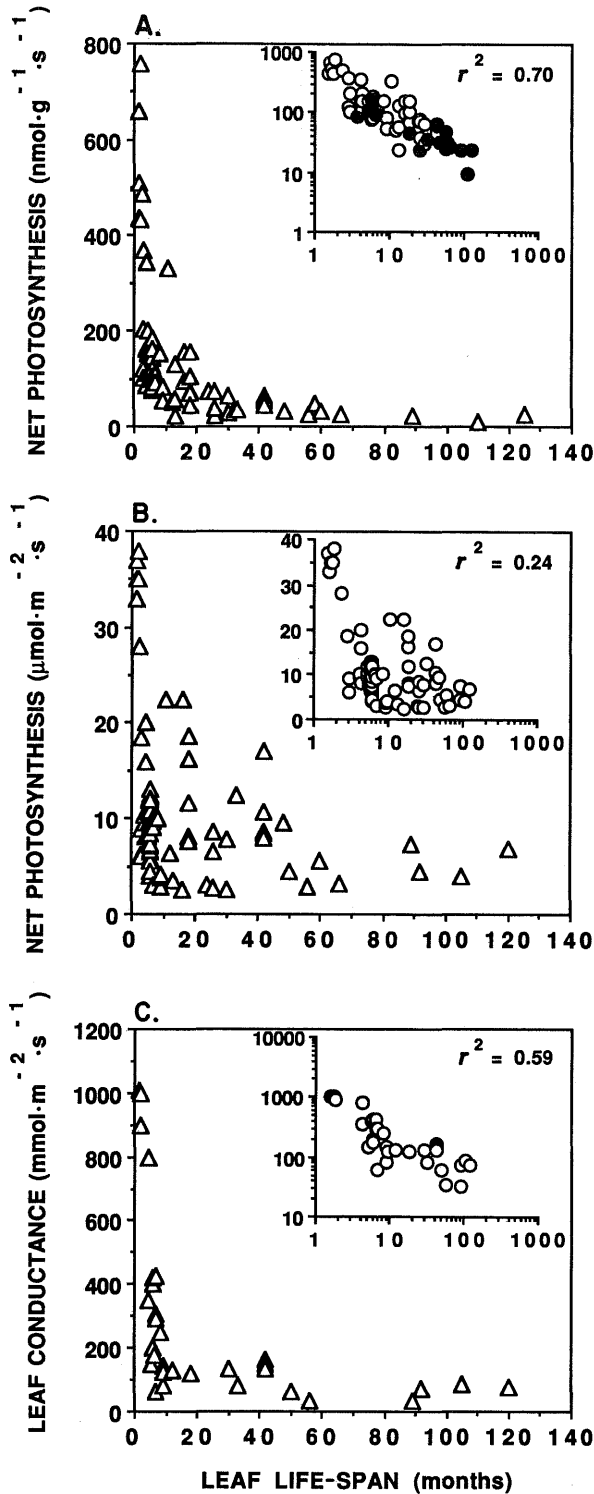 A.
NET PHOTOSYNTHESIS (nmol·g⁻¹·s⁻¹)
800
600
400
200
0
0 20 40 60 80 100 120 140
r² = 0.70
1000
100
10
1
1 10 100 1000
B.
NET PHOTOSYNTHESIS (μmol·m⁻²·s⁻¹)
40
30
20
10
0
0 20 40 60 80 100 120 140
r² = 0.24
40
30
20
10
0
1 10 100 1000
C.
LEAF CONDUCTANCE (mmol·m⁻²·s⁻¹)
1200
1000
800
600
400
200
0
0 20 40 60 80 100 120 140
r² = 0.59
10000
1000
100
10
1 10 100 1000
LEAF LIFE-SPAN (months)